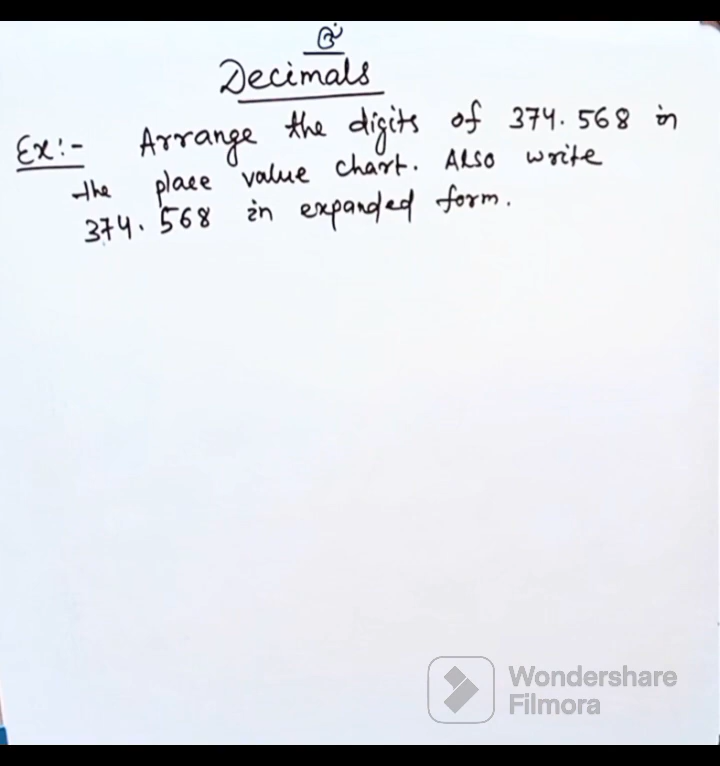 ॐ
Decimals
Ex:- Arrange the digits of 374.568 in
the place value chart. Also write
374.568 in expanded form.
Wondershare
Filmora